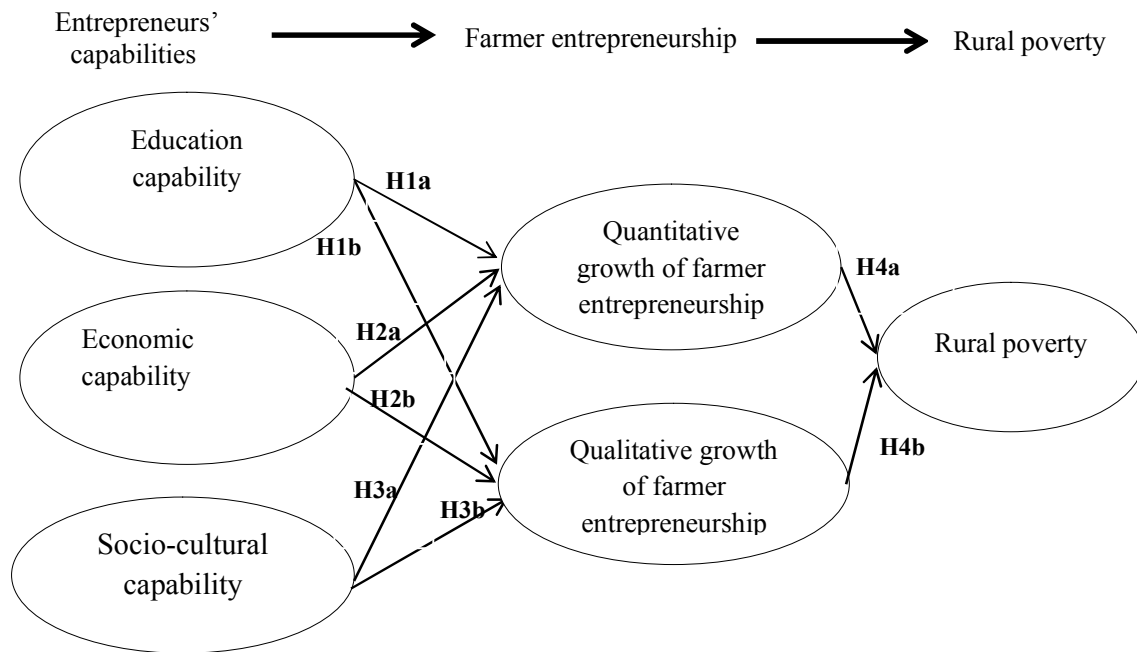 Entrepreneurs’
capabilities
Farmer entrepreneurship
Rural poverty
Education
capability
H1a
H1b
Quantitative
growth of farmer
entrepreneurship
H4a
Economic
capability
H2a
H2b
Rural poverty
Qualitative growth
of farmer
entrepreneurship
H4b
H3a
H3b
Socio-cultural
capability